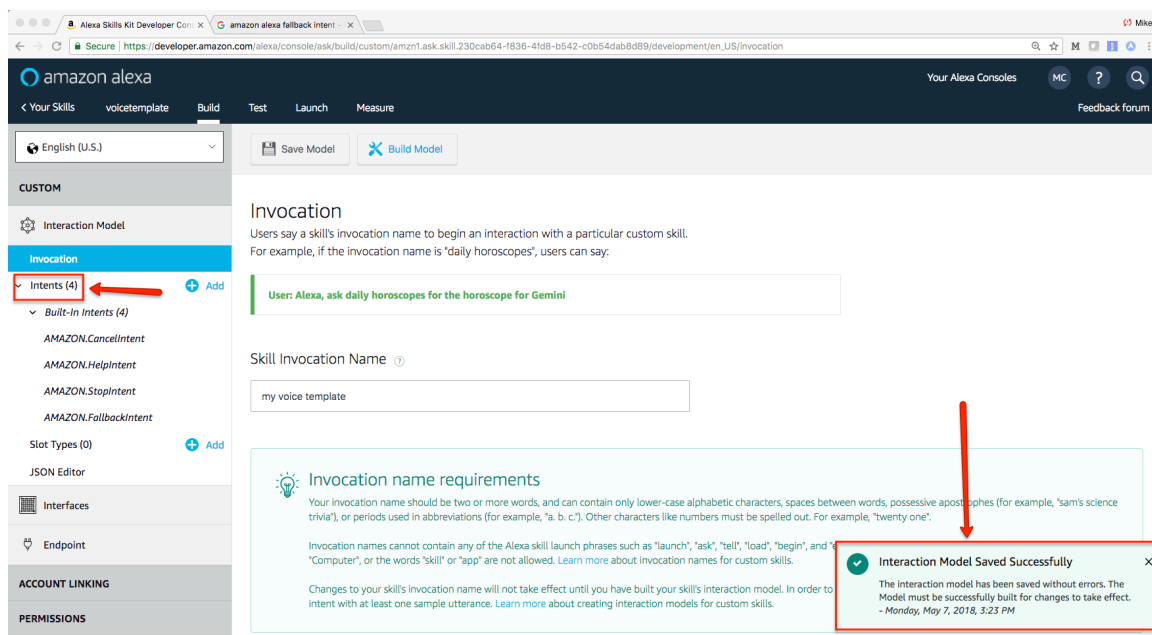 Alexa Skills Kit Developer Con
amazon alexa fallback intent -
Mike
Secure | https://developer.amazon.com/alexa/console/ask/build/custom/amzn1.ask.skill.230cab64-f836-4fd8-b542-c0b54dab8d89/development/en_US/invocation
amazon alexa
Your Alexa Consoles
MC
?
< Your Skills
voicetemplate
Build
Test
Launch
Measure
Feedback forum
English (U.S.)
Save Model
Build Model
CUSTOM
Interaction Model
Invocation
Intents (4)
Add
Built-In Intents (4)
AMAZON.CancelIntent
AMAZON.HelpIntent
AMAZON.StopIntent
AMAZON.FallbackIntent
Slot Types (0)
Add
JSON Editor
Interfaces
Endpoint
ACCOUNT LINKING
PERMISSIONS
Invocation
Users say a skill's invocation name to begin an interaction with a particular custom skill.
For example, if the invocation name is "daily horoscopes", users can say:
User: Alexa, ask daily horoscopes for the horoscope for Gemini
Skill Invocation Name ?
my voice template
Invocation name requirements
Your invocation name should be two or more words, and can contain only lower-case alphabetic characters, spaces between words, possessive apostrophes (for example, "sam's science
trivia"), or periods used in abbreviations (for example, "a. b. c."). Other characters like numbers must be spelled out. For example, "twenty one".
Invocation names cannot contain any of the Alexa skill launch phrases such as "launch", "ask", "tell", "load", "begin", and "e
"Computer", or the words "skill" or "app" are not allowed. Learn more about invocation names for custom skills.
Changes to your skill's invocation name will not take effect until you have built your skill's interaction model. In order to
intent with at least one sample utterance. Learn more about creating interaction models for custom skills.
Interaction Model Saved Successfully
The interaction model has been saved without errors. The
Model must be successfully built for changes to take effect.
- Monday, May 7, 2018, 3:23 PM